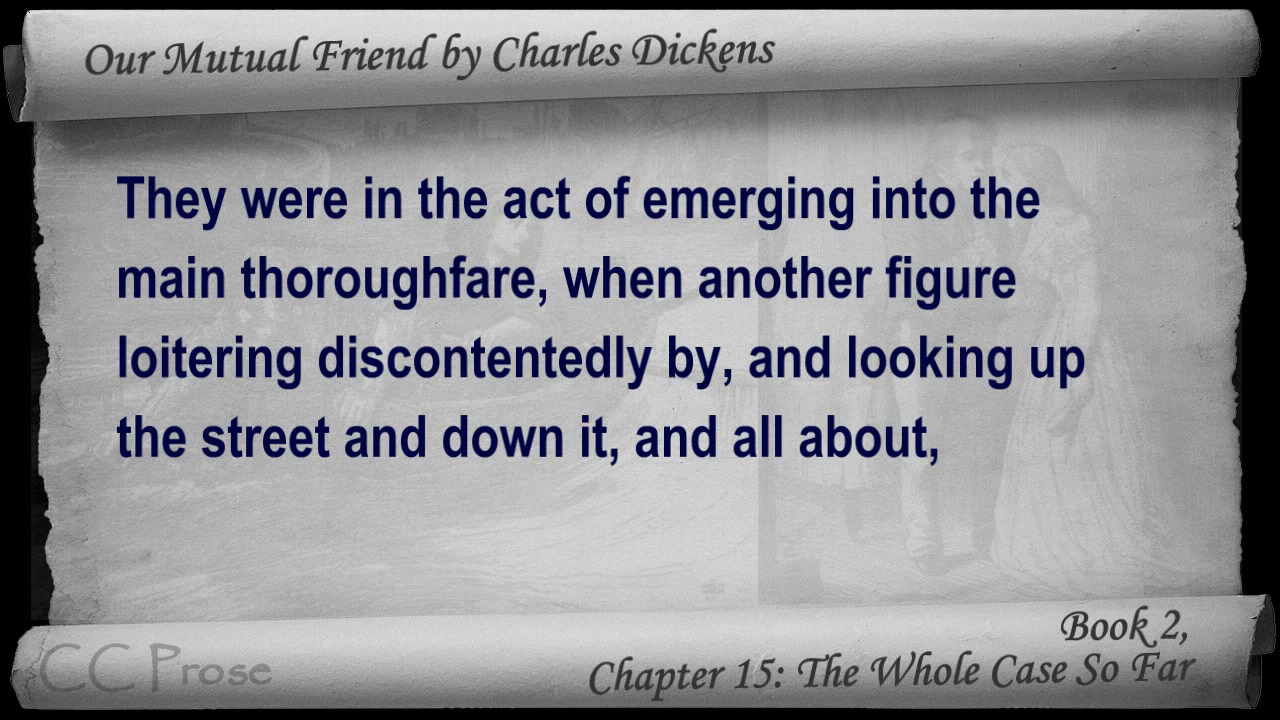 Our Mutual Friend by Charles Dickens
They were in the act of emerging into the
main thoroughfare, when another figure
loitering discontentedly by, and looking up
the street and down it, and all about,
Book 2,
Chapter 15: The Whole Case So Far
CC Prose